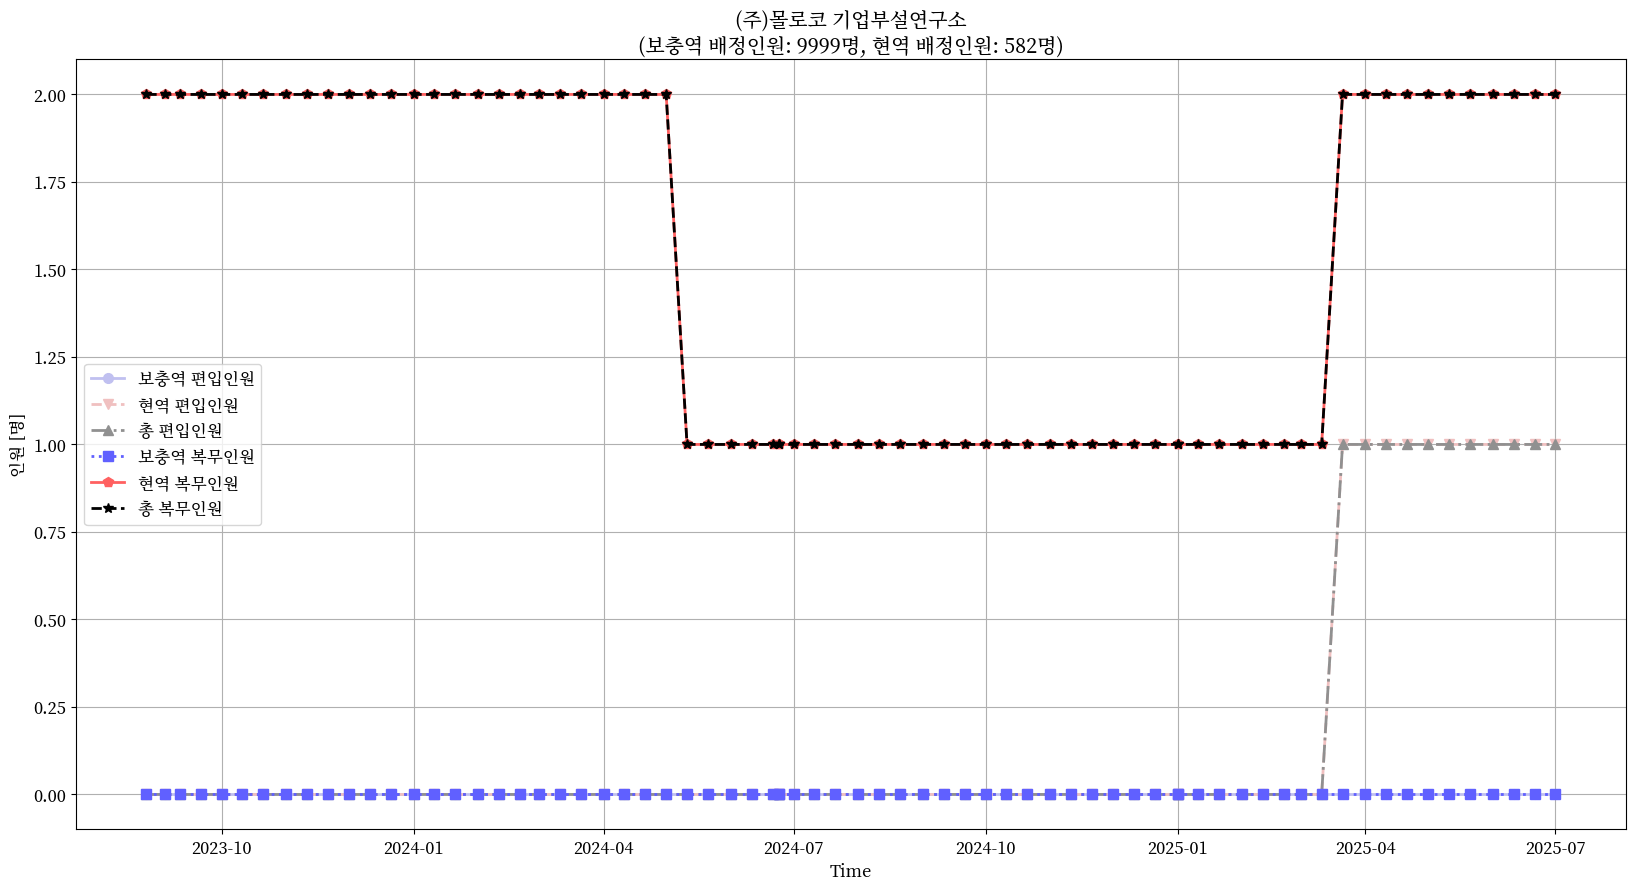 (주)몰로코 기업부설연구소
(보충역 배정인원: 9999명, 현역 배정인원: 582명)
인원 [명]
2.00
1.75
1.50
1.25
1.00
0.75
0.50
0.25
0.00
보충역 편입인원
현역 편입인원
총 편입인원
보충역 복무인원
현역 복무인원
총 복무인원
2023-10
2024-01
2024-04
2024-07
2024-10
2025-01
2025-04
2025-07
Time